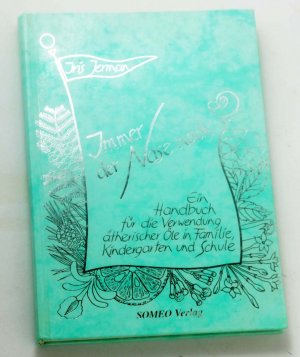 Iris Jerman
Immer
der Nase nach
Ein
Handbuch
für die Verwendung
ätherischer Öle in Familie,
Kindergarten und Schule
SOMEO Verlag